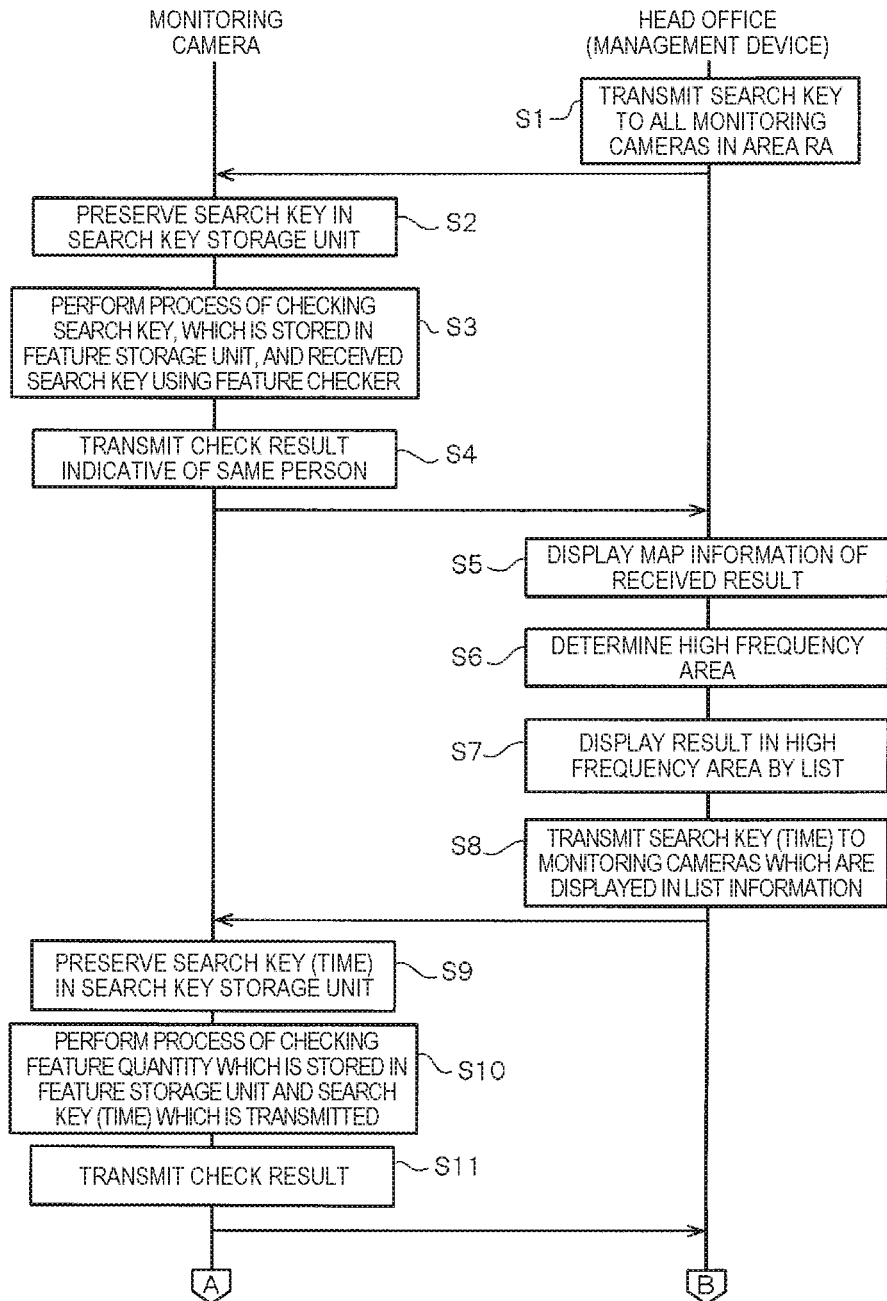 MONITORING
CAMERA
HEAD OFFICE
(MANAGEMENT DEVICE)
S1
TRANSMIT SEARCH KEY
TO ALL MONITORING
CAMERAS IN AREA RA
PRESERVE SEARCH KEY IN
SEARCH KEY STORAGE UNIT
S2
PERFORM PROCESS OF CHECKING
SEARCH KEY, WHICH IS STORED IN
FEATURE STORAGE UNIT, AND RECEIVED
SEARCH KEY USING FEATURE CHECKER
S3
TRANSMIT CHECK RESULT
INDICATIVE OF SAME PERSON
S4
S5
DISPLAY MAP INFORMATION OF
RECEIVED RESULT
S6
DETERMINE HIGH FREQUENCY
AREA
S7
DISPLAY RESULT IN HIGH
FREQUENCY AREA BY LIST
S8
TRANSMIT SEARCH KEY (TIME) TO
MONITORING CAMERAS WHICH ARE
DISPLAYED IN LIST INFORMATION
PRESERVE SEARCH KEY (TIME)
IN SEARCH KEY STORAGE UNIT
S9
PERFORM PROCESS OF CHECKING
FEATURE QUANTITY WHICH IS STORED IN
FEATURE STORAGE UNIT AND SEARCH
KEY (TIME) WHICH IS TRANSMITTED
S10
TRANSMIT CHECK RESULT
S11
A
B